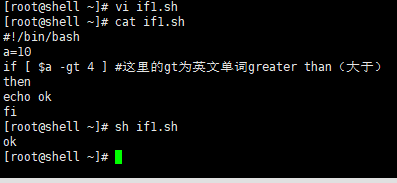 [root@shell ~]# vi if1.sh
[root@shell ~]# cat if1.sh
#!/bin/bash
a=10
if [ $a -gt 4 ] #这里的gt为英文单词greater than（大于）
then
echo ok
fi
[root@shell ~]# sh if1.sh
ok
[root@shell ~]#